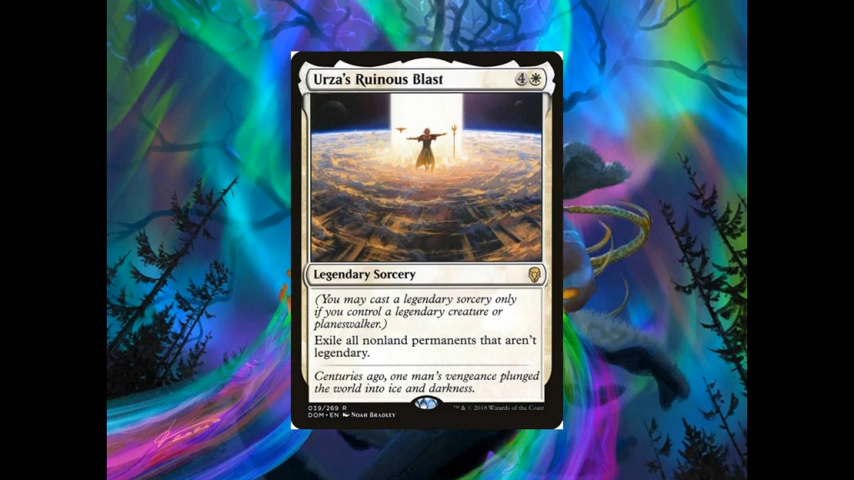 Urza's Ruinous Blast 4
Legendary Sorcery
(You may cast a legendary sorcery only
if you control a legendary creature or
planeswalker.)
Exile all nonland permanents that aren't
legendary.
Centuries ago, one man's vengeance plunged
the world into ice and darkness.
039/269 R
DOM • EN Noah Bradley
™ & © 2018 Wizards of the Coast